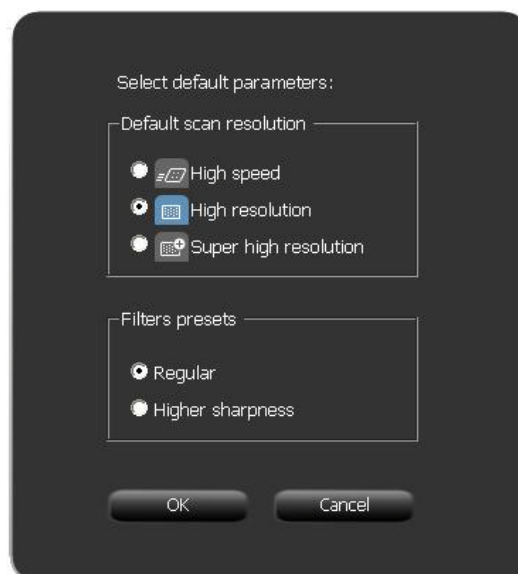 Select default parameters:
Default scan resolution
High speed
High resolution
Super high resolution
Filters presets
Regular
Higher sharpness
OK Cancel